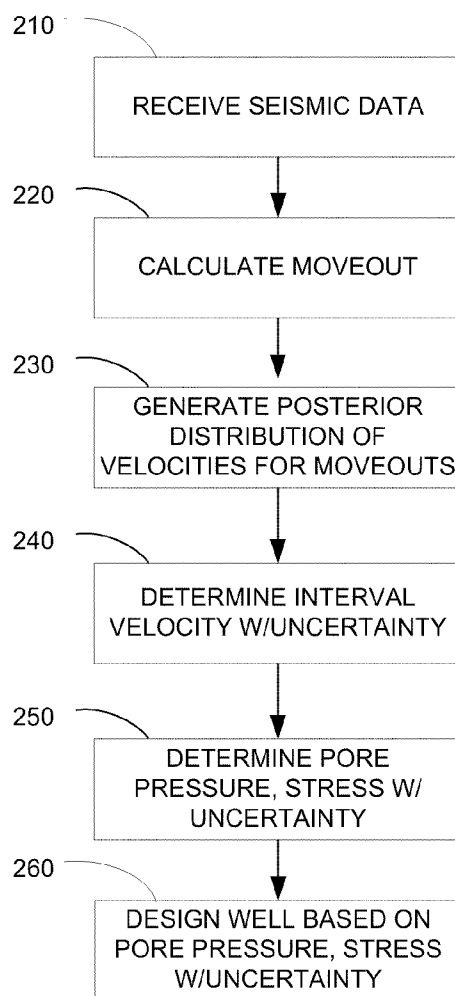 210
RECEIVE SEISMIC DATA
220
CALCULATE MOVEOUT
230
GENERATE POSTERIOR
DISTRIBUTION OF
VELOCITIES FOR MOVEOUTS
240
DETERMINE INTERVAL
VELOCITY W/UNCERTAINTY
250
DETERMINE PORE
PRESSURE, STRESS W/
UNCERTAINTY
260
DESIGN WELL BASED ON
PORE PRESSURE, STRESS
W/UNCERTAINTY